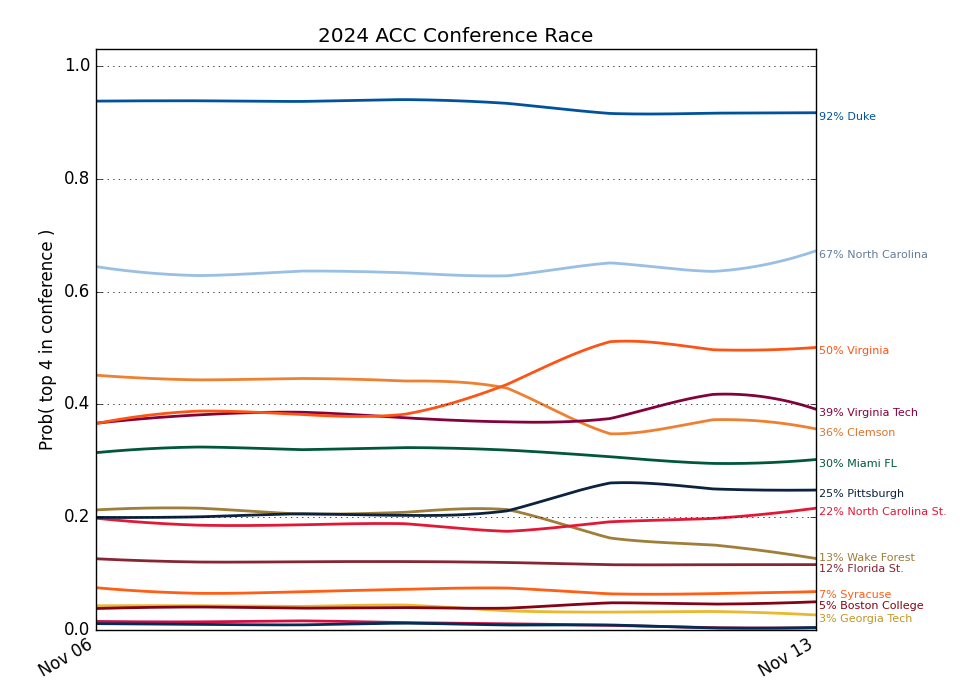 2024 ACC Conference Race
Prob( top 4 in conference )
1.0
0.8
0.6
0.4
0.2
0.0
92% Duke
67% North Carolina
50% Virginia
39% Virginia Tech
36% Clemson
30% Miami FL
25% Pittsburgh
22% North Carolina St.
13% Wake Forest
12% Florida St.
7% Syracuse
5% Boston College
3% Georgia Tech
Nov 06
Nov 13